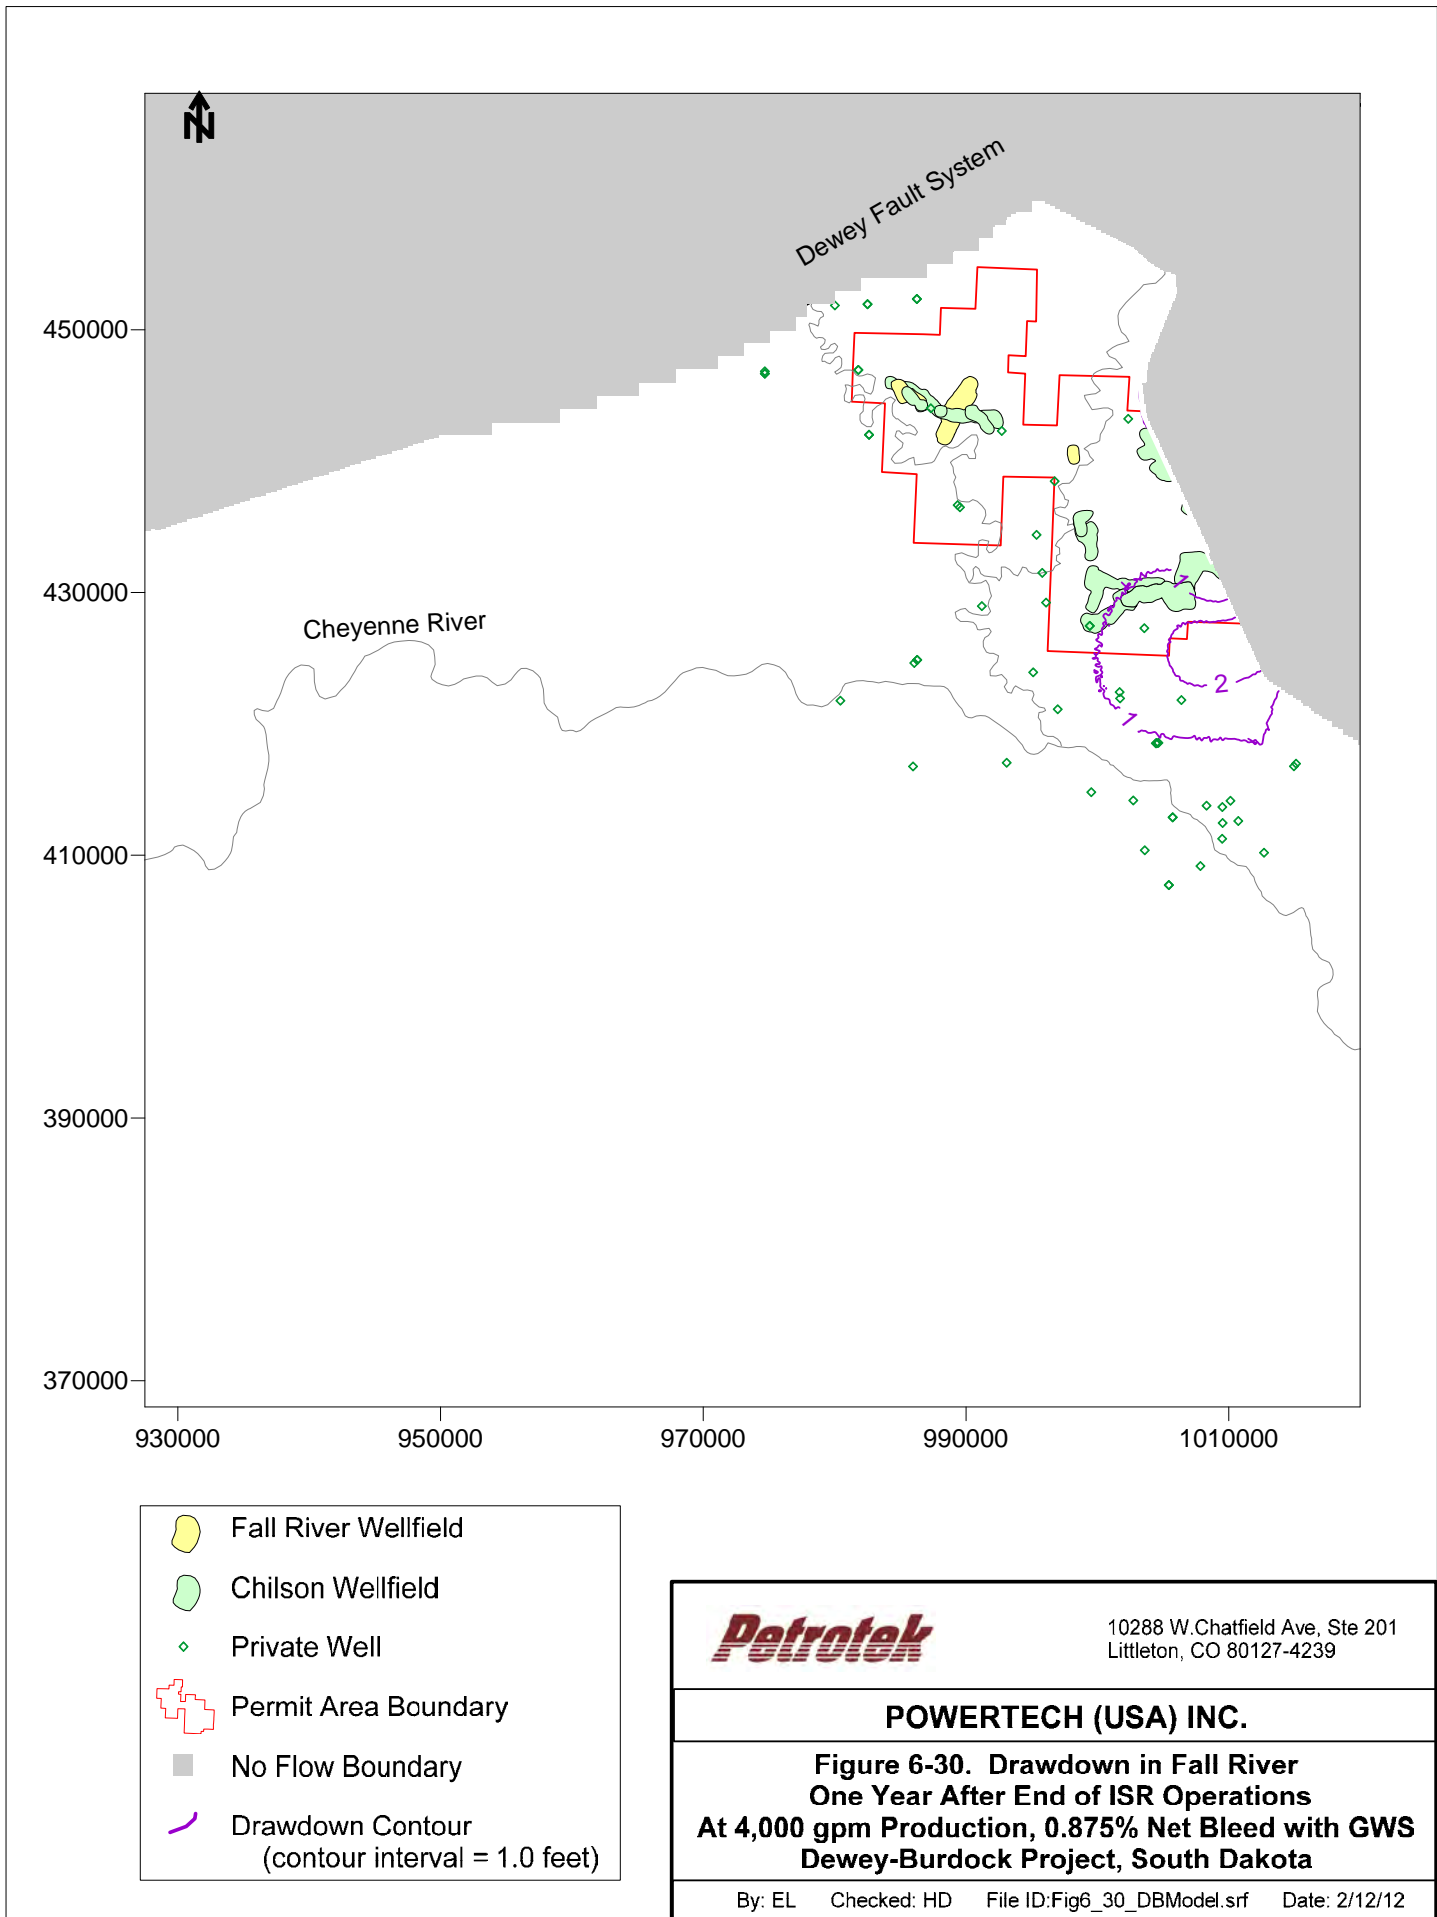 N
Dewey Fault System
450000
430000
Cheyenne River
1
2
1
410000
390000
370000
930000
950000
970000
990000
1010000
Fall River Wellfield
Chilson Wellfield
Private Well
Permit Area Boundary
No Flow Boundary
Drawdown Contour
(contour interval = 1.0 feet)
Petrotek
10288 W.Chatfield Ave, Ste 201
Littleton, CO 80127-4239
POWERTECH (USA) INC.
Figure 6-30. Drawdown in Fall River
One Year After End of ISR Operations
At 4,000 gpm Production, 0.875% Net Bleed with GWS
Dewey-Burdock Project, South Dakota
By: EL Checked: HD File ID:Fig6_30_DBModel.srf Date: 2/12/12